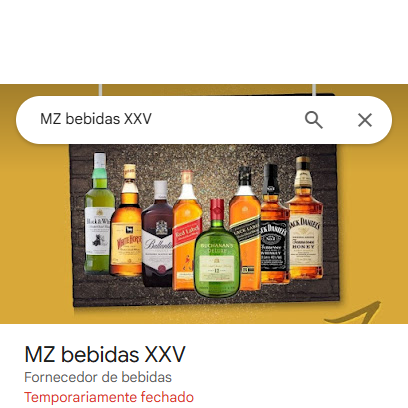 MZ bebidas XXV
Black & White
WHITE HORSE
Ballantine's
Red Label
BUCHANAN'S
DELUXE
12
BLACK LABEL
JACK DANIEL'S
JACK DANIEL'S
Tennessee
HONEY
MZ bebidas XXV
Fornecedor de bebidas
Temporariamente fechado